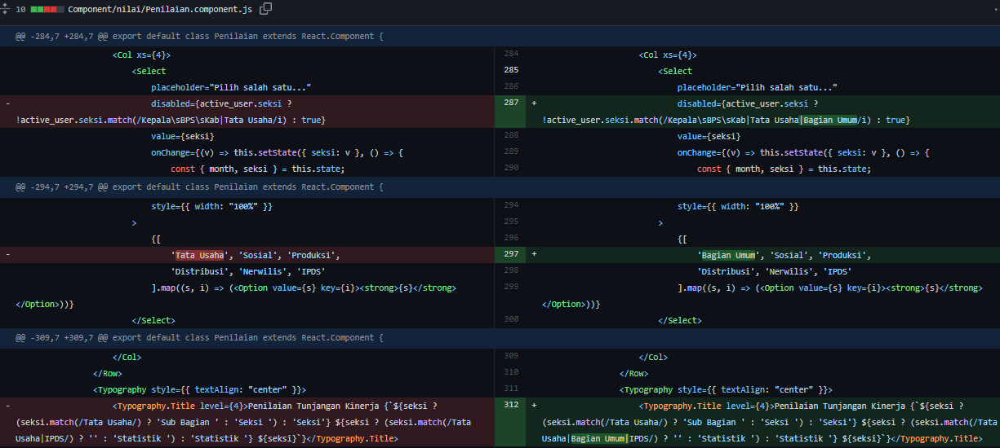 10 Component/nilai/Penilaian.component.js
@@ -284,7 +284,7 @@ export default class Penilaian extends React.Component {
<Col xs={4}>
<Select
placeholder="Pilih salah satu..."
- disabled={active_user.seksi ?
!active_user.seksi.match(/Kepala\sBPS\sKab|Tata Usaha/i) : true}
value={seksi}
onChange={(v) => this.setState({ seksi: v }, () => {
const { month, seksi } = this.state;
284 <Col xs={4}>
285 <Select
286 placeholder="Pilih salah satu..."
287 + disabled={active_user.seksi ?
!active_user.seksi.match(/Kepala\sBPS\sKab|Tata Usaha|Bagian Umum/i) : true}
288 value={seksi}
289 onChange={(v) => this.setState({ seksi: v }, () => {
290 const { month, seksi } = this.state;
@@ -294,7 +294,7 @@ export default class Penilaian extends React.Component {
style={{ width: "100%" }}
>
{[
- 'Tata Usaha', 'Sosial', 'Produksi',
'Distribusi', 'Nerwilis', 'IPDS'
].map((s, i) => (<Option value={s} key={i}><strong>{s}</strong>
</Option>))}
</Select>
294 style={{ width: "100%" }}
295 >
296 {[
297 + 'Bagian Umum', 'Sosial', 'Produksi',
298 'Distribusi', 'Nerwilis', 'IPDS'
299 ].map((s, i) => (<Option value={s} key={i}><strong>{s}</strong>
</Option>))}
300 </Select>
@@ -309,7 +309,7 @@ export default class Penilaian extends React.Component {
</Col>
</Row>
<Typography style={{ textAlign: "center" }}>
- <Typography.Title level={4}>Penilaian Tunjangan Kinerja {`${seksi ?
(seksi.match(/Tata Usaha/) ? 'Sub Bagian ' : 'Seksi ') : 'Seksi'} ${seksi ? (seksi.match(/Tata
Usaha|IPDS/) ? '' : 'Statistik ') : 'Statistik '} ${seksi}`}</Typography.Title>
309 </Col>
310 </Row>
311 <Typography style={{ textAlign: "center" }}>
312 + <Typography.Title level={4}>Penilaian Tunjangan Kinerja {`${seksi ?
(seksi.match(/Tata Usaha/) ? 'Sub Bagian ' : 'Seksi ') : 'Seksi'} ${seksi ? (seksi.match(/Tata
Usaha|Bagian Umum|IPDS/) ? '' : 'Statistik ') : 'Statistik '} ${seksi}`}</Typography.Title>